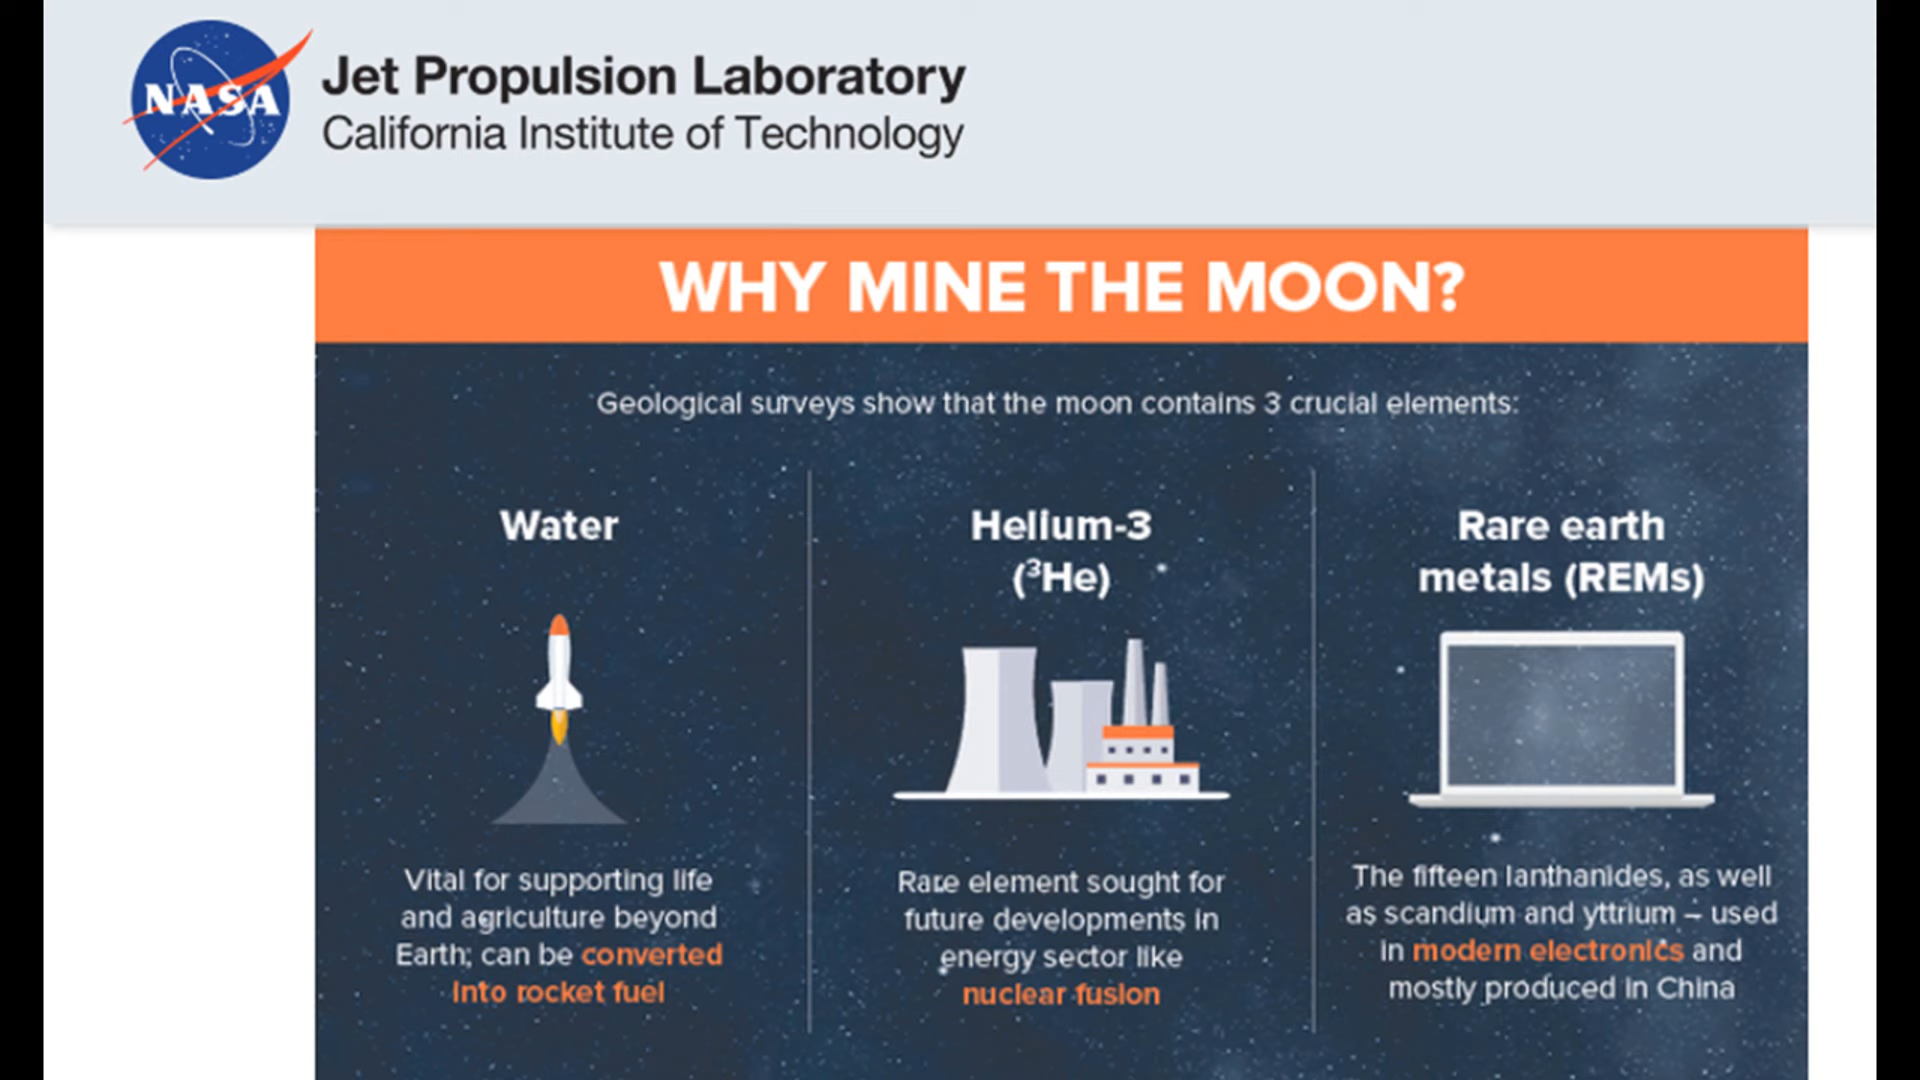 NASA
Jet Propulsion Laboratory
California Institute of Technology
WHY MINE THE MOON?
Geological surveys show that the moon contains 3 crucial elements:
Water
Vital for supporting life
and agriculture beyond
Earth; can be converted
into rocket fuel
Helium-3
(³He)
Rare element sought for
future developments in
energy sector like
nuclear fusion
Rare earth
metals (REMs)
The fifteen lanthanides, as well
as scandium and yttrium – used
in modern electronics and
mostly produced in China